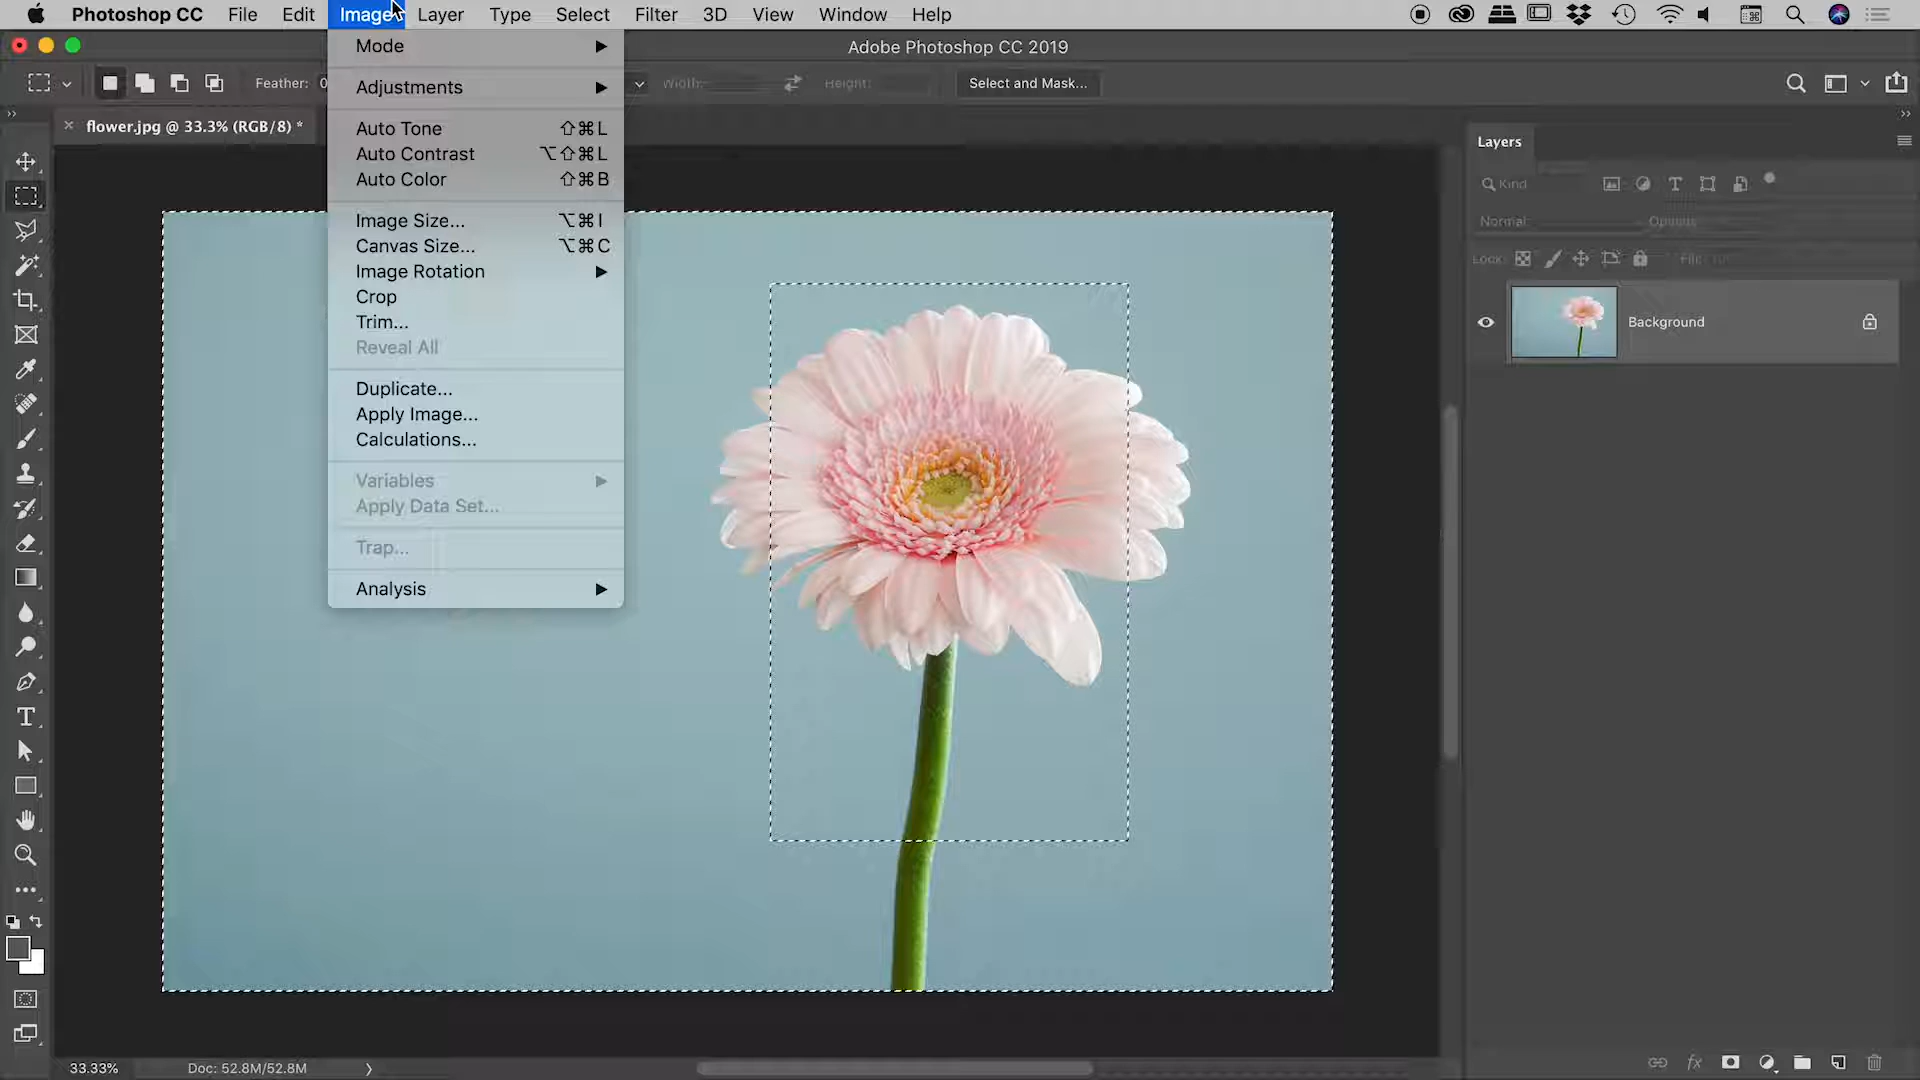 Photoshop CC File Edit Image Layer Type Select Filter 3D View Window Help
Adobe Photoshop CC 2019
Feather: 0 Width: Height: Select and Mask...
flower.jpg @ 33.3% (RGB/8) *
Mode
Adjustments
Auto Tone ⇧⌘L
Auto Contrast ⌥⇧⌘L
Auto Color ⇧⌘B
Image Size... ⌥⌘I
Canvas Size... ⌥⌘C
Image Rotation
Crop
Trim...
Reveal All
Duplicate...
Apply Image...
Calculations...
Variables
Apply Data Set...
Trap...
Analysis
Layers
Kind
Normal
Lock:
Background
33.33% Doc: 52.8M/52.8M